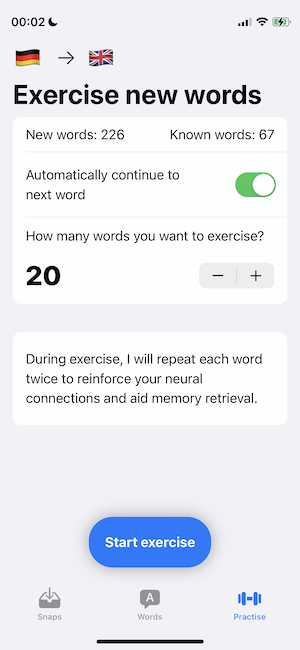 00:02
Exercise new words
New words: 226 Known words: 67
Automatically continue to
next word
How many words you want to exercise?
20
During exercise, I will repeat each word
twice to reinforce your neural
connections and aid memory retrieval.
Start exercise
A
Snaps Words Practise